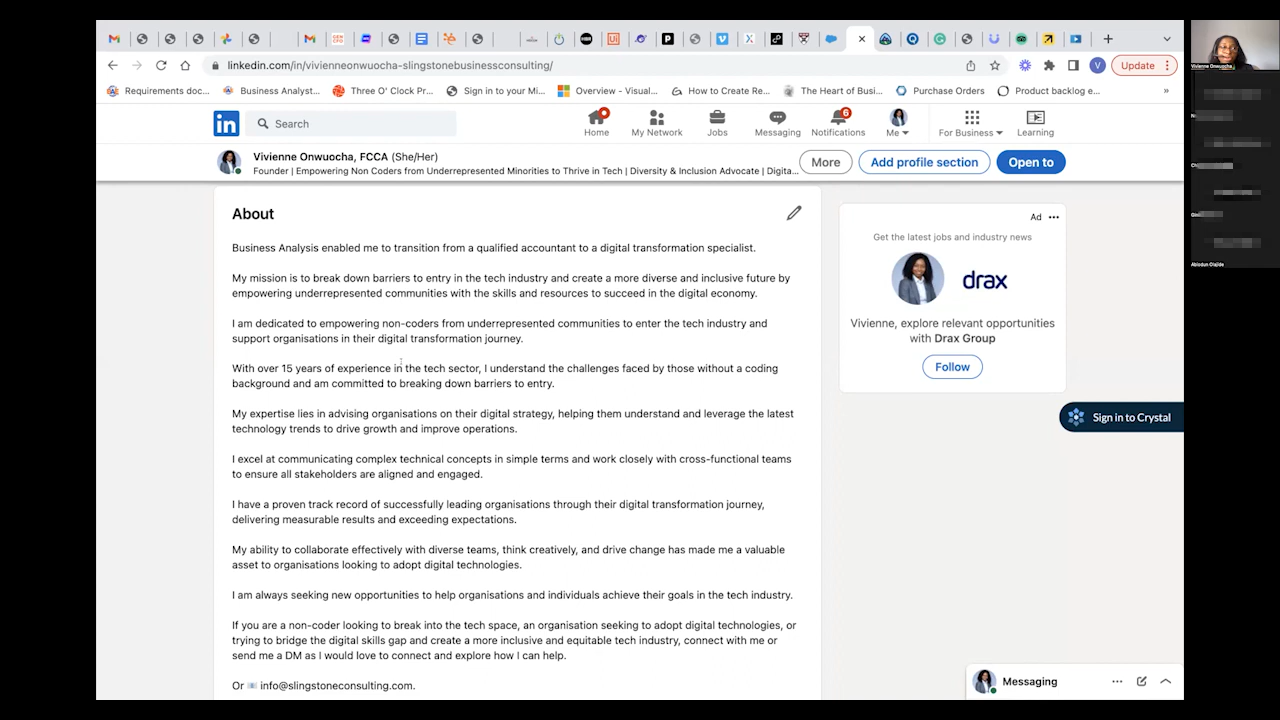 linkedin.com/in/vivienneonwuocha-slingstonebusinessconsulting/
Update
Requirements doc...
Business Analyst...
Three O' Clock Pr...
Sign in to your Mi...
Overview - Visual...
How to Create Re...
The Heart of Busi...
Purchase Orders
Product backlog e...
»
in
Search
Home
My Network
Jobs
Messaging
6
Notifications
Me
For Business
Learning
Vivienne Onwuocha, FCCA (She/Her)
Founder | Empowering Non Coders from Underrepresented Minorities to Thrive in Tech | Diversity & Inclusion Advocate | Digita...
More
Add profile section
Open to
About
Business Analysis enabled me to transition from a qualified accountant to a digital transformation specialist.
My mission is to break down barriers to entry in the tech industry and create a more diverse and inclusive future by
empowering underrepresented communities with the skills and resources to succeed in the digital economy.
I am dedicated to empowering non-coders from underrepresented communities to enter the tech industry and
support organisations in their digital transformation journey.
With over 15 years of experience in the tech sector, I understand the challenges faced by those without a coding
background and am committed to breaking down barriers to entry.
My expertise lies in advising organisations on their digital strategy, helping them understand and leverage the latest
technology trends to drive growth and improve operations.
I excel at communicating complex technical concepts in simple terms and work closely with cross-functional teams
to ensure all stakeholders are aligned and engaged.
I have a proven track record of successfully leading organisations through their digital transformation journey,
delivering measurable results and exceeding expectations.
My ability to collaborate effectively with diverse teams, think creatively, and drive change has made me a valuable
asset to organisations looking to adopt digital technologies.
I am always seeking new opportunities to help organisations and individuals achieve their goals in the tech industry.
If you are a non-coder looking to break into the tech space, an organisation seeking to adopt digital technologies, or
trying to bridge the digital skills gap and create a more inclusive and equitable tech industry, connect with me or
send me a DM as I would love to connect and explore how I can help.
Or 📧 info@slingstoneconsulting.com.
Ad
Get the latest jobs and industry news
drax
Vivienne, explore relevant opportunities
with Drax Group
Follow
Sign in to Crystal
Messaging
Vivienne Onwuocha
Abiodun Olajide